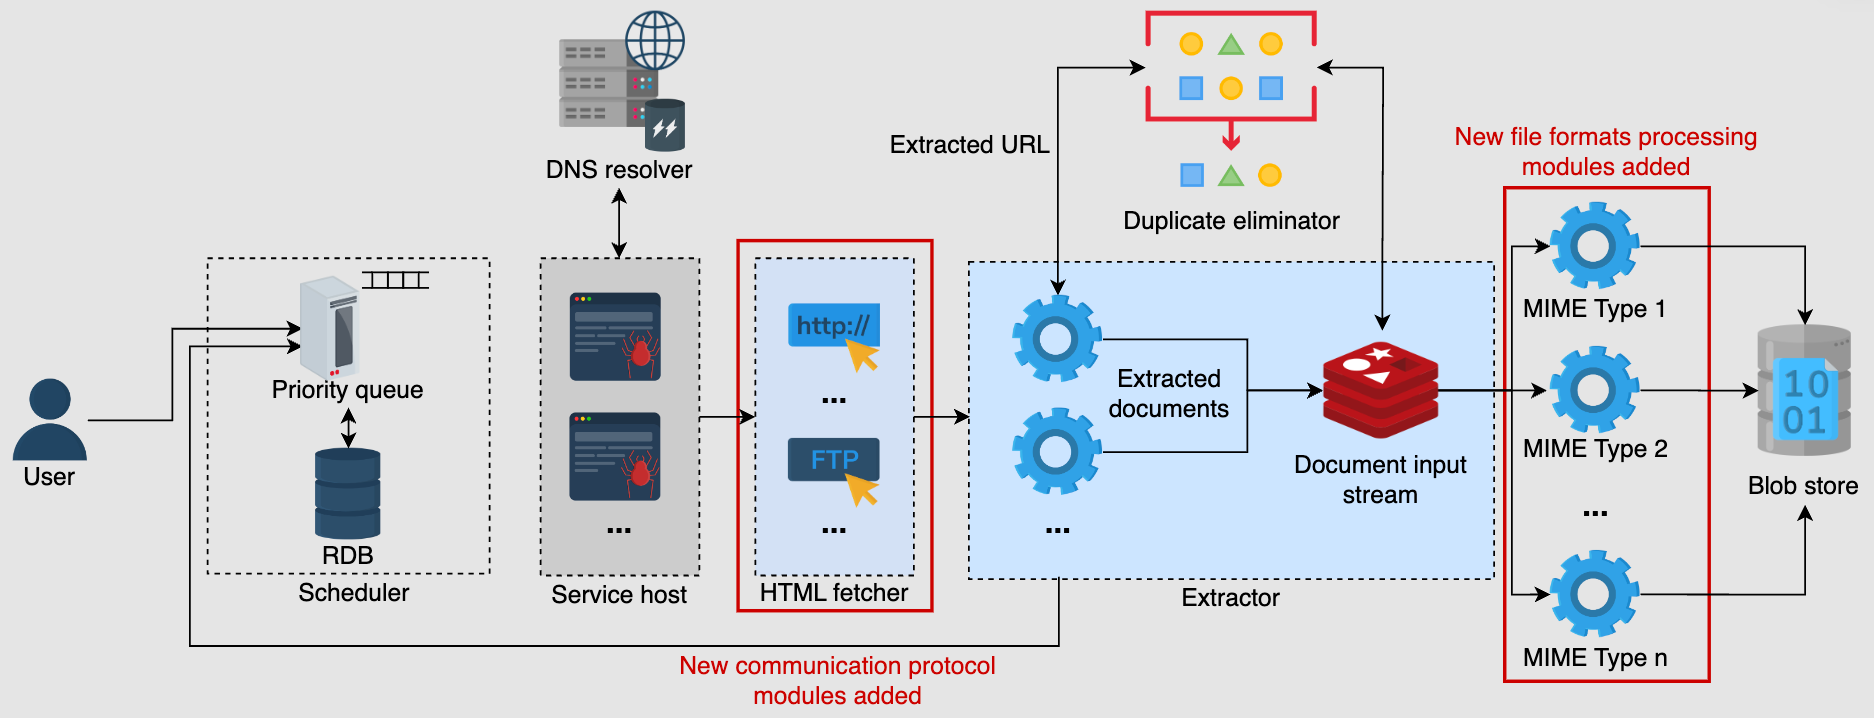 DNS resolver
Extracted URL
Duplicate eliminator
New file formats processing
modules added
User
Priority queue
RDB
Scheduler
Service host
http://
...
FTP
...
...
HTML fetcher
New communication protocol
modules added
Extracted
documents
...
Document input
stream
Extractor
MIME Type 1
MIME Type 2
...
MIME Type n
10
01
Blob store